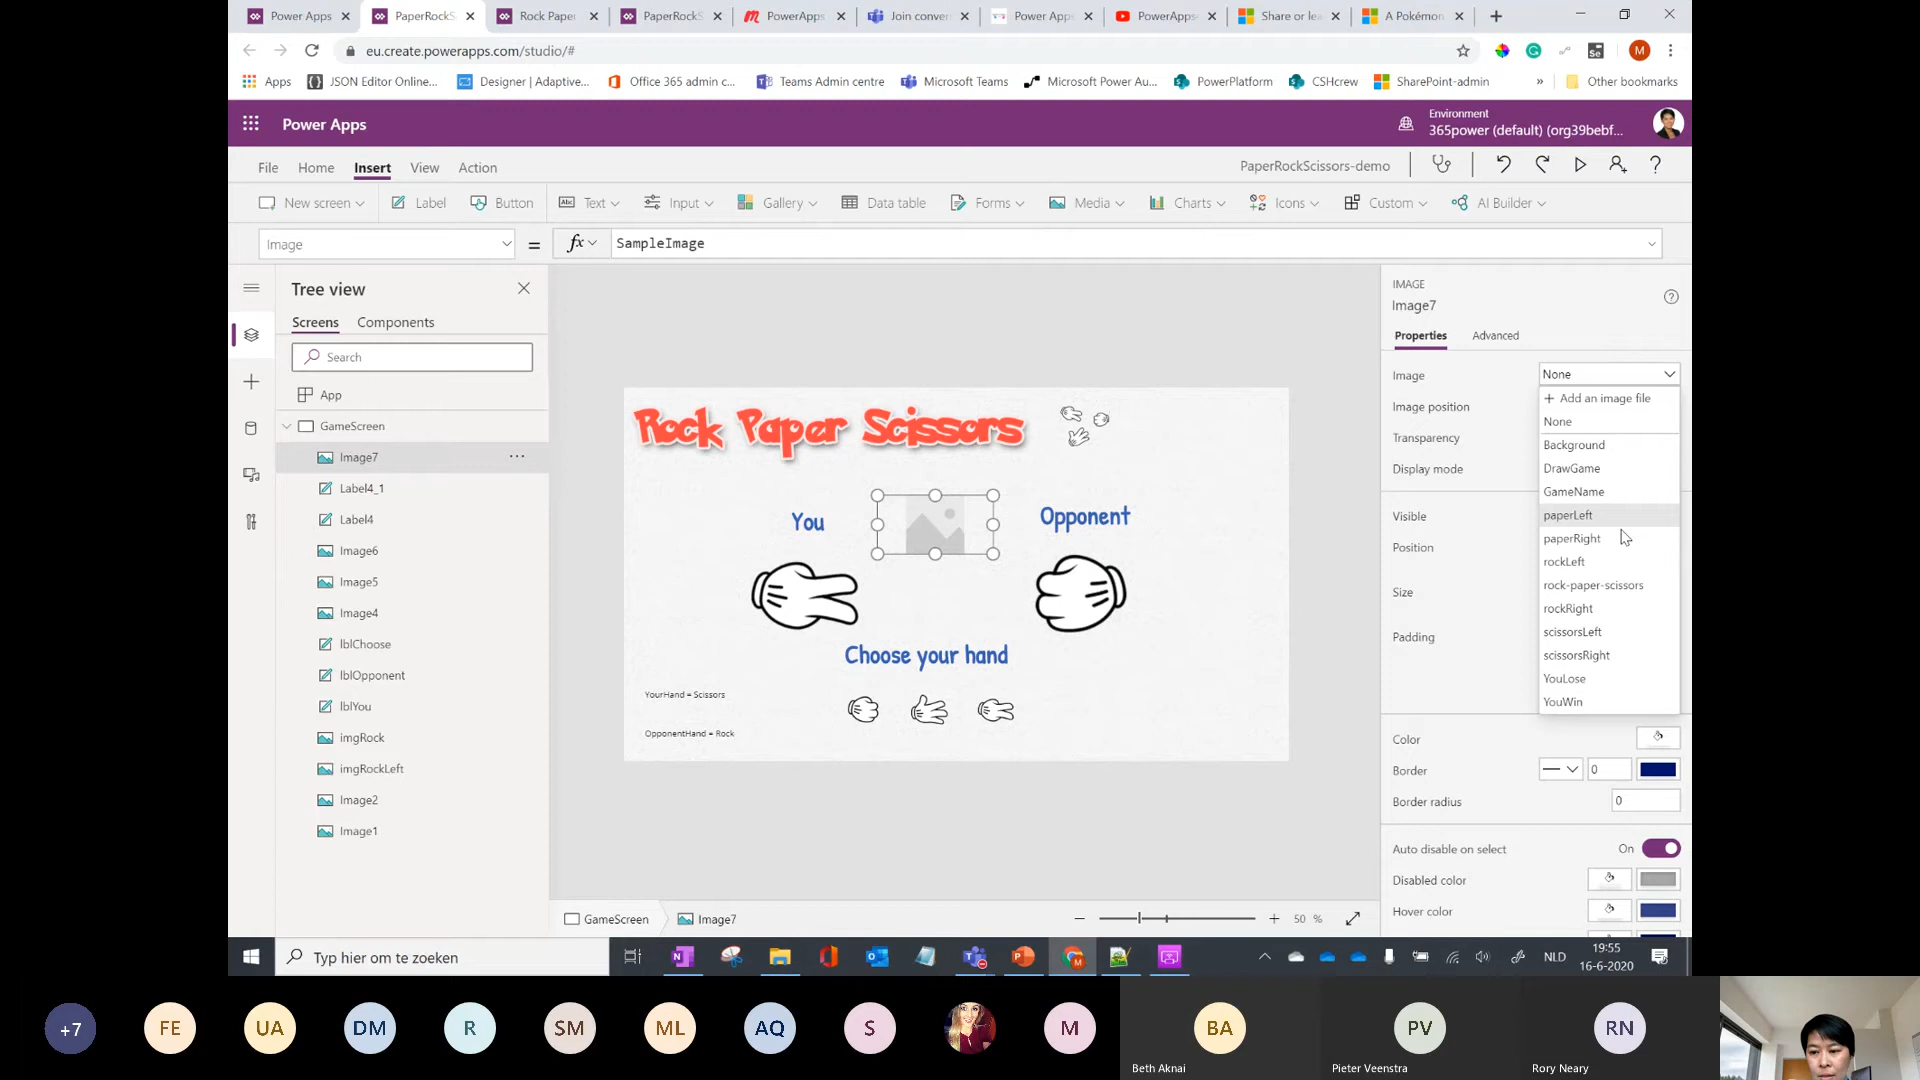 Power Apps
PaperRockS
Rock Paper
PaperRockS
PowerApps
Join conver
Power Apps
PowerApps-
Share or lea
A Pokémon
eu.create.powerapps.com/studio/#
M
Apps
JSON Editor Online...
Designer | Adaptive...
Office 365 admin c...
Teams Admin centre
Microsoft Teams
Microsoft Power Au...
PowerPlatform
CSHcrew
SharePoint-admin
»
Other bookmarks
Power Apps
Environment
365power (default) (org39bebf...
File
Home
Insert
View
Action
PaperRockScissors-demo
New screen
Label
Button
Text
Input
Gallery
Data table
Forms
Media
Charts
Icons
Custom
AI Builder
Image
=
fx
SampleImage
Tree view
Screens
Components
Search
App
GameScreen
Image7
Label4_1
Label4
Image6
Image5
Image4
lblChoose
lblOpponent
lblYou
imgRock
imgRockLeft
Image2
Image1
Rock Paper Scissors
You
Opponent
Choose your hand
YourHand = Scissors
OpponentHand = Rock
GameScreen
Image7
50 %
IMAGE
Image7
Properties
Advanced
Image
None
Image position
Transparency
Display mode
Visible
Position
Size
Padding
+ Add an image file
None
Background
DrawGame
GameName
paperLeft
paperRight
rockLeft
rock-paper-scissors
rockRight
scissorsLeft
scissorsRight
YouLose
YouWin
Color
Border
0
Border radius
0
Auto disable on select
On
Disabled color
Hover color
Typ hier om te zoeken
NLD
19:55
16-6-2020
+7
FE
UA
DM
R
SM
ML
AQ
S
M
BA
Beth Aknai
PV
Pieter Veenstra
RN
Rory Neary